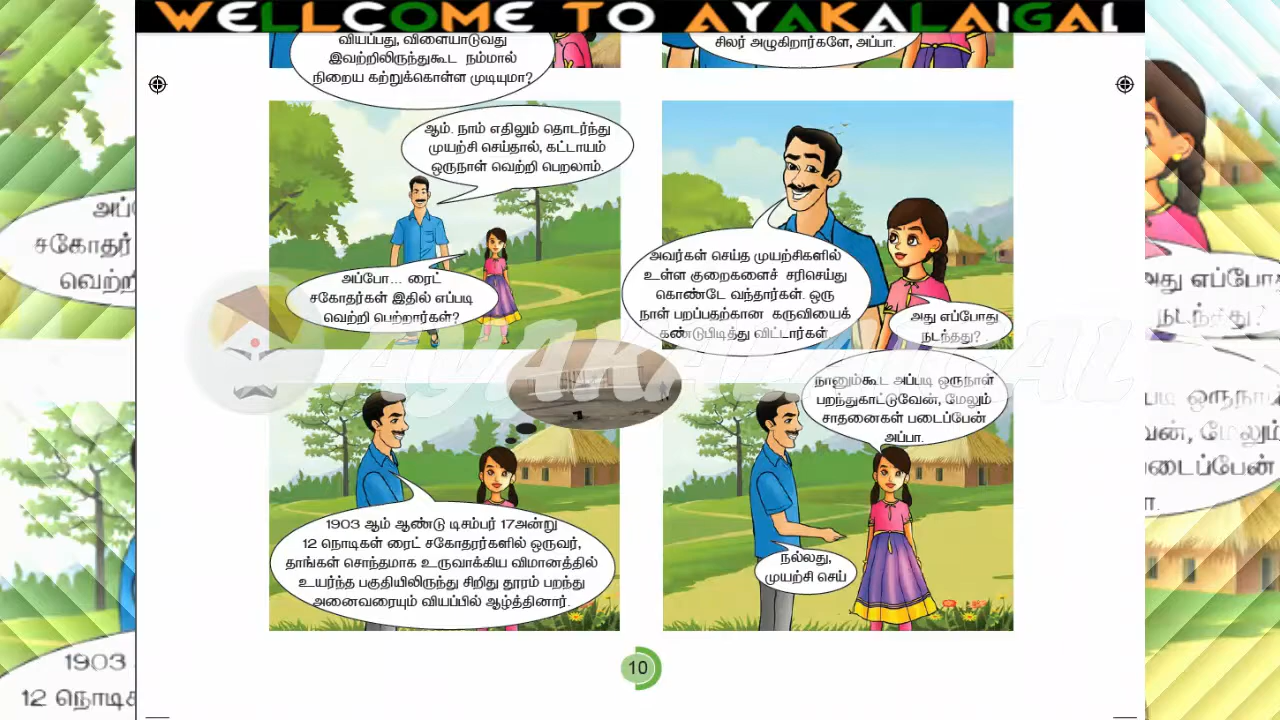 WELLCOME TO AYAKALAIGAL
வியப்பது, விளையாடுவது
இவற்றிலிருந்துகூட நம்மால்
நிறைய கற்றுக்கொள்ள முடியுமா?
சிலர் அழுகிறார்களே, அப்பா.
ஆம். நாம் எதிலும் தொடர்ந்து
முயற்சி செய்தால், கட்டாயம்
ஒருநாள் வெற்றி பெறலாம்.
அப்போ... ரைட்
சகோதர்கள் இதில் எப்படி
வெற்றி பெற்றார்கள்?
அவர்கள் செய்த முயற்சிகளில்
உள்ள குறைகளைச் சரிசெய்து
கொண்டே வந்தார்கள். ஒரு
நாள் பறப்பதற்கான கருவியைக்
கண்டுபிடித்து விட்டார்கள்
அது எப்போது
நடந்தது?
AYAKALAIGAL
1903 ஆம் ஆண்டு டிசம்பர் 17அன்று
12 நொடிகள் ரைட் சகோதரர்களில் ஒருவர்,
தாங்கள் சொந்தமாக உருவாக்கிய விமானத்தில்
உயர்ந்த பகுதியிலிருந்து சிறிது தூரம் பறந்து
அனைவரையும் வியப்பில் ஆழ்த்தினார்.
நானும்கூட அப்படி ஒருநாள்
பறந்துகாட்டுவேன், மேலும்
சாதனைகள் படைப்பேன்
அப்பா.
நல்லது,
முயற்சி செய்
10